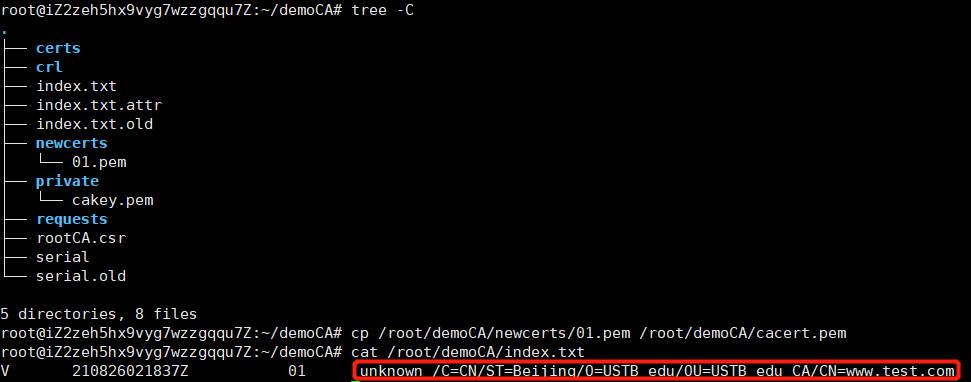 root@iZ2zeh5hx9vyg7wzzgqqu7Z:~/demoCA# tree -C
.
├── certs
├── crl
├── index.txt
├── index.txt.attr
├── index.txt.old
├── newcerts
│   └── 01.pem
├── private
│   └── cakey.pem
├── requests
├── rootCA.csr
├── serial
└── serial.old
5 directories, 8 files
root@iZ2zeh5hx9vyg7wzzgqqu7Z:~/demoCA# cp /root/demoCA/newcerts/01.pem /root/demoCA/cacert.pem
root@iZ2zeh5hx9vyg7wzzgqqu7Z:~/demoCA# cat /root/demoCA/index.txt
V 210826021837Z 01 unknown /C=CN/ST=Beijing/O=USTB_edu/OU=USTB_edu_CA/CN=www.test.com